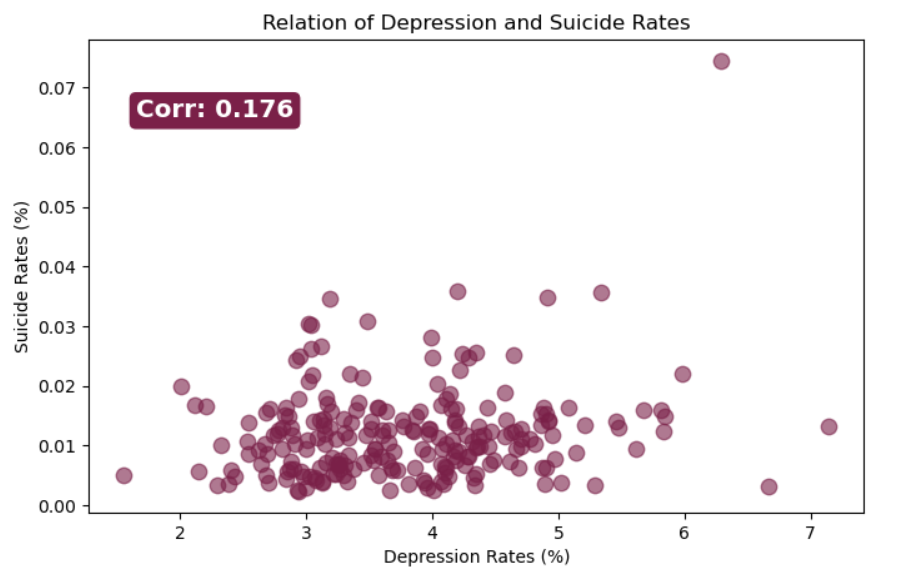 Relation of Depression and Suicide Rates
Corr: 0.176
Suicide Rates (%)
0.07
0.06
0.05
0.04
0.03
0.02
0.01
0.00
2 3 4 5 6 7
Depression Rates (%)